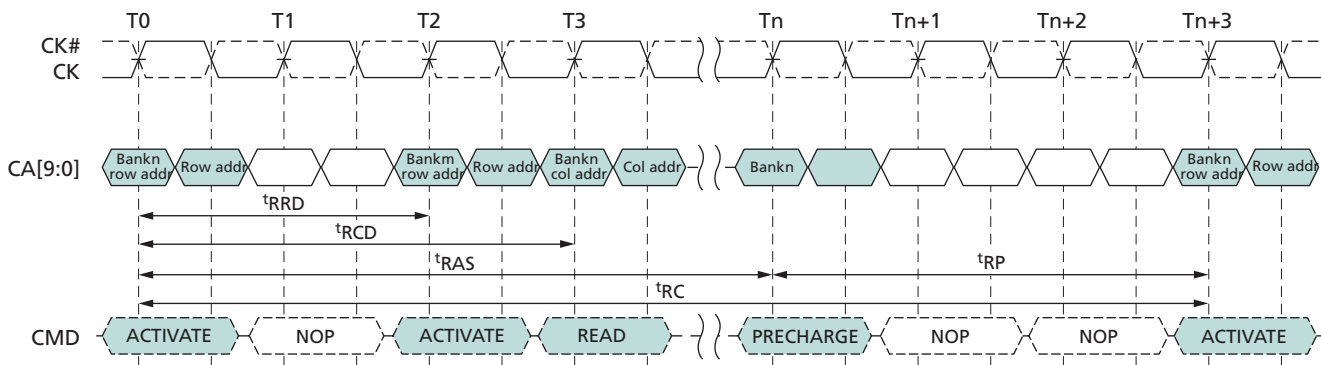 T0 T1 T2 T3 Tn Tn+1 Tn+2 Tn+3
CK#
CK
CA[9:0]
Bankn
row addr
Row addr
Bankm
row addr
Row addr
Bankn
col addr
Col addr
Bankn
Bankn
row addr
Row addr
tRRD
tRCD
tRAS
tRP
tRC
CMD ACTIVATE NOP ACTIVATE READ PRECHARGE NOP NOP ACTIVATE